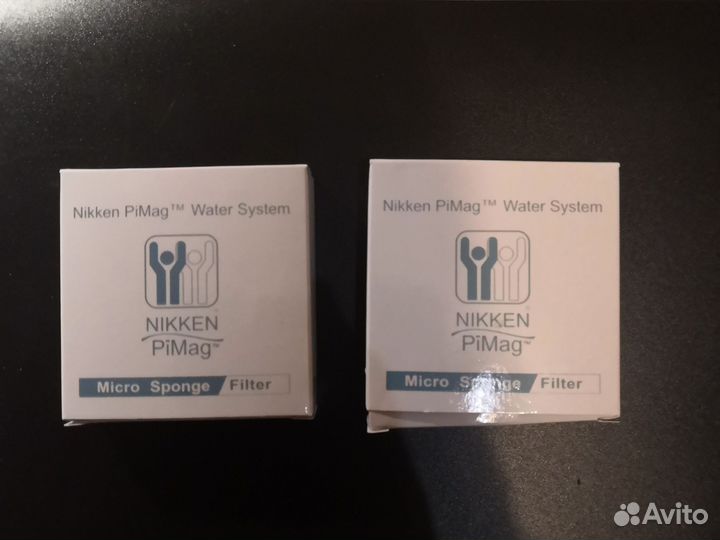 Nikken PiMag™ Water System
NIKKEN
PiMag™
Micro Sponge Filter
Nikken PiMag™ Water System
NIKKEN
PiMag™
Micro Sponge Filter
Avito